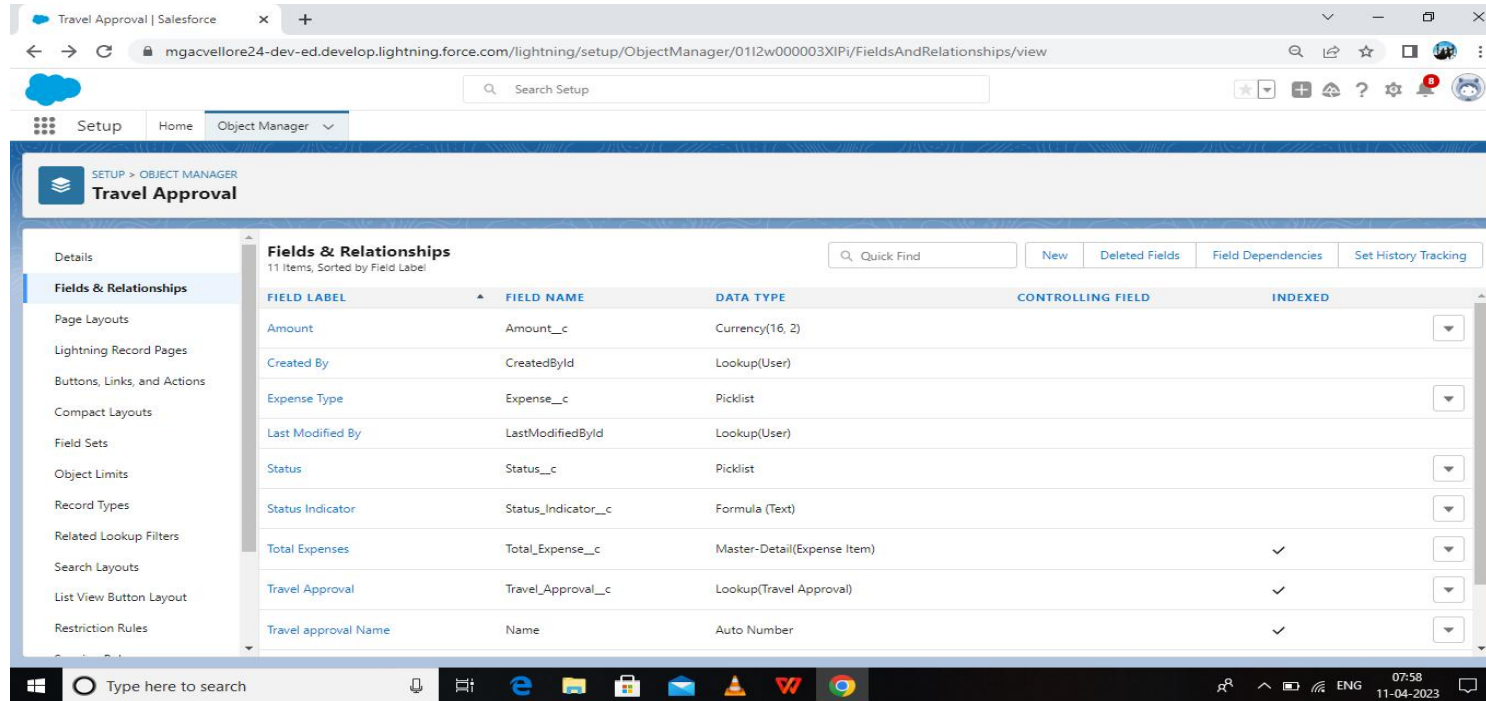 Travel Approval | Salesforce
mgacvellore24-dev-ed.develop.lightning.force.com/lightning/setup/ObjectManager/01I2w000003XlPi/FieldsAndRelationships/view
Search Setup
8
Setup Home Object Manager
SETUP > OBJECT MANAGER
Travel Approval
Details
Fields & Relationships
Page Layouts
Lightning Record Pages
Buttons, Links, and Actions
Compact Layouts
Field Sets
Object Limits
Record Types
Related Lookup Filters
Search Layouts
List View Button Layout
Restriction Rules
Fields & Relationships
11 Items, Sorted by Field Label
Quick Find New Deleted Fields Field Dependencies Set History Tracking
FIELD LABEL FIELD NAME DATA TYPE CONTROLLING FIELD INDEXED
Amount Amount__c Currency(16, 2)
Created By CreatedById Lookup(User)
Expense Type Expense__c Picklist
Last Modified By LastModifiedById Lookup(User)
Status Status__c Picklist
Status Indicator Status_Indicator__c Formula (Text)
Total Expenses Total_Expense__c Master-Detail(Expense Item)
Travel Approval Travel_Approval__c Lookup(Travel Approval)
Travel approval Name Name Auto Number
Type here to search
ENG
07:58
11-04-2023